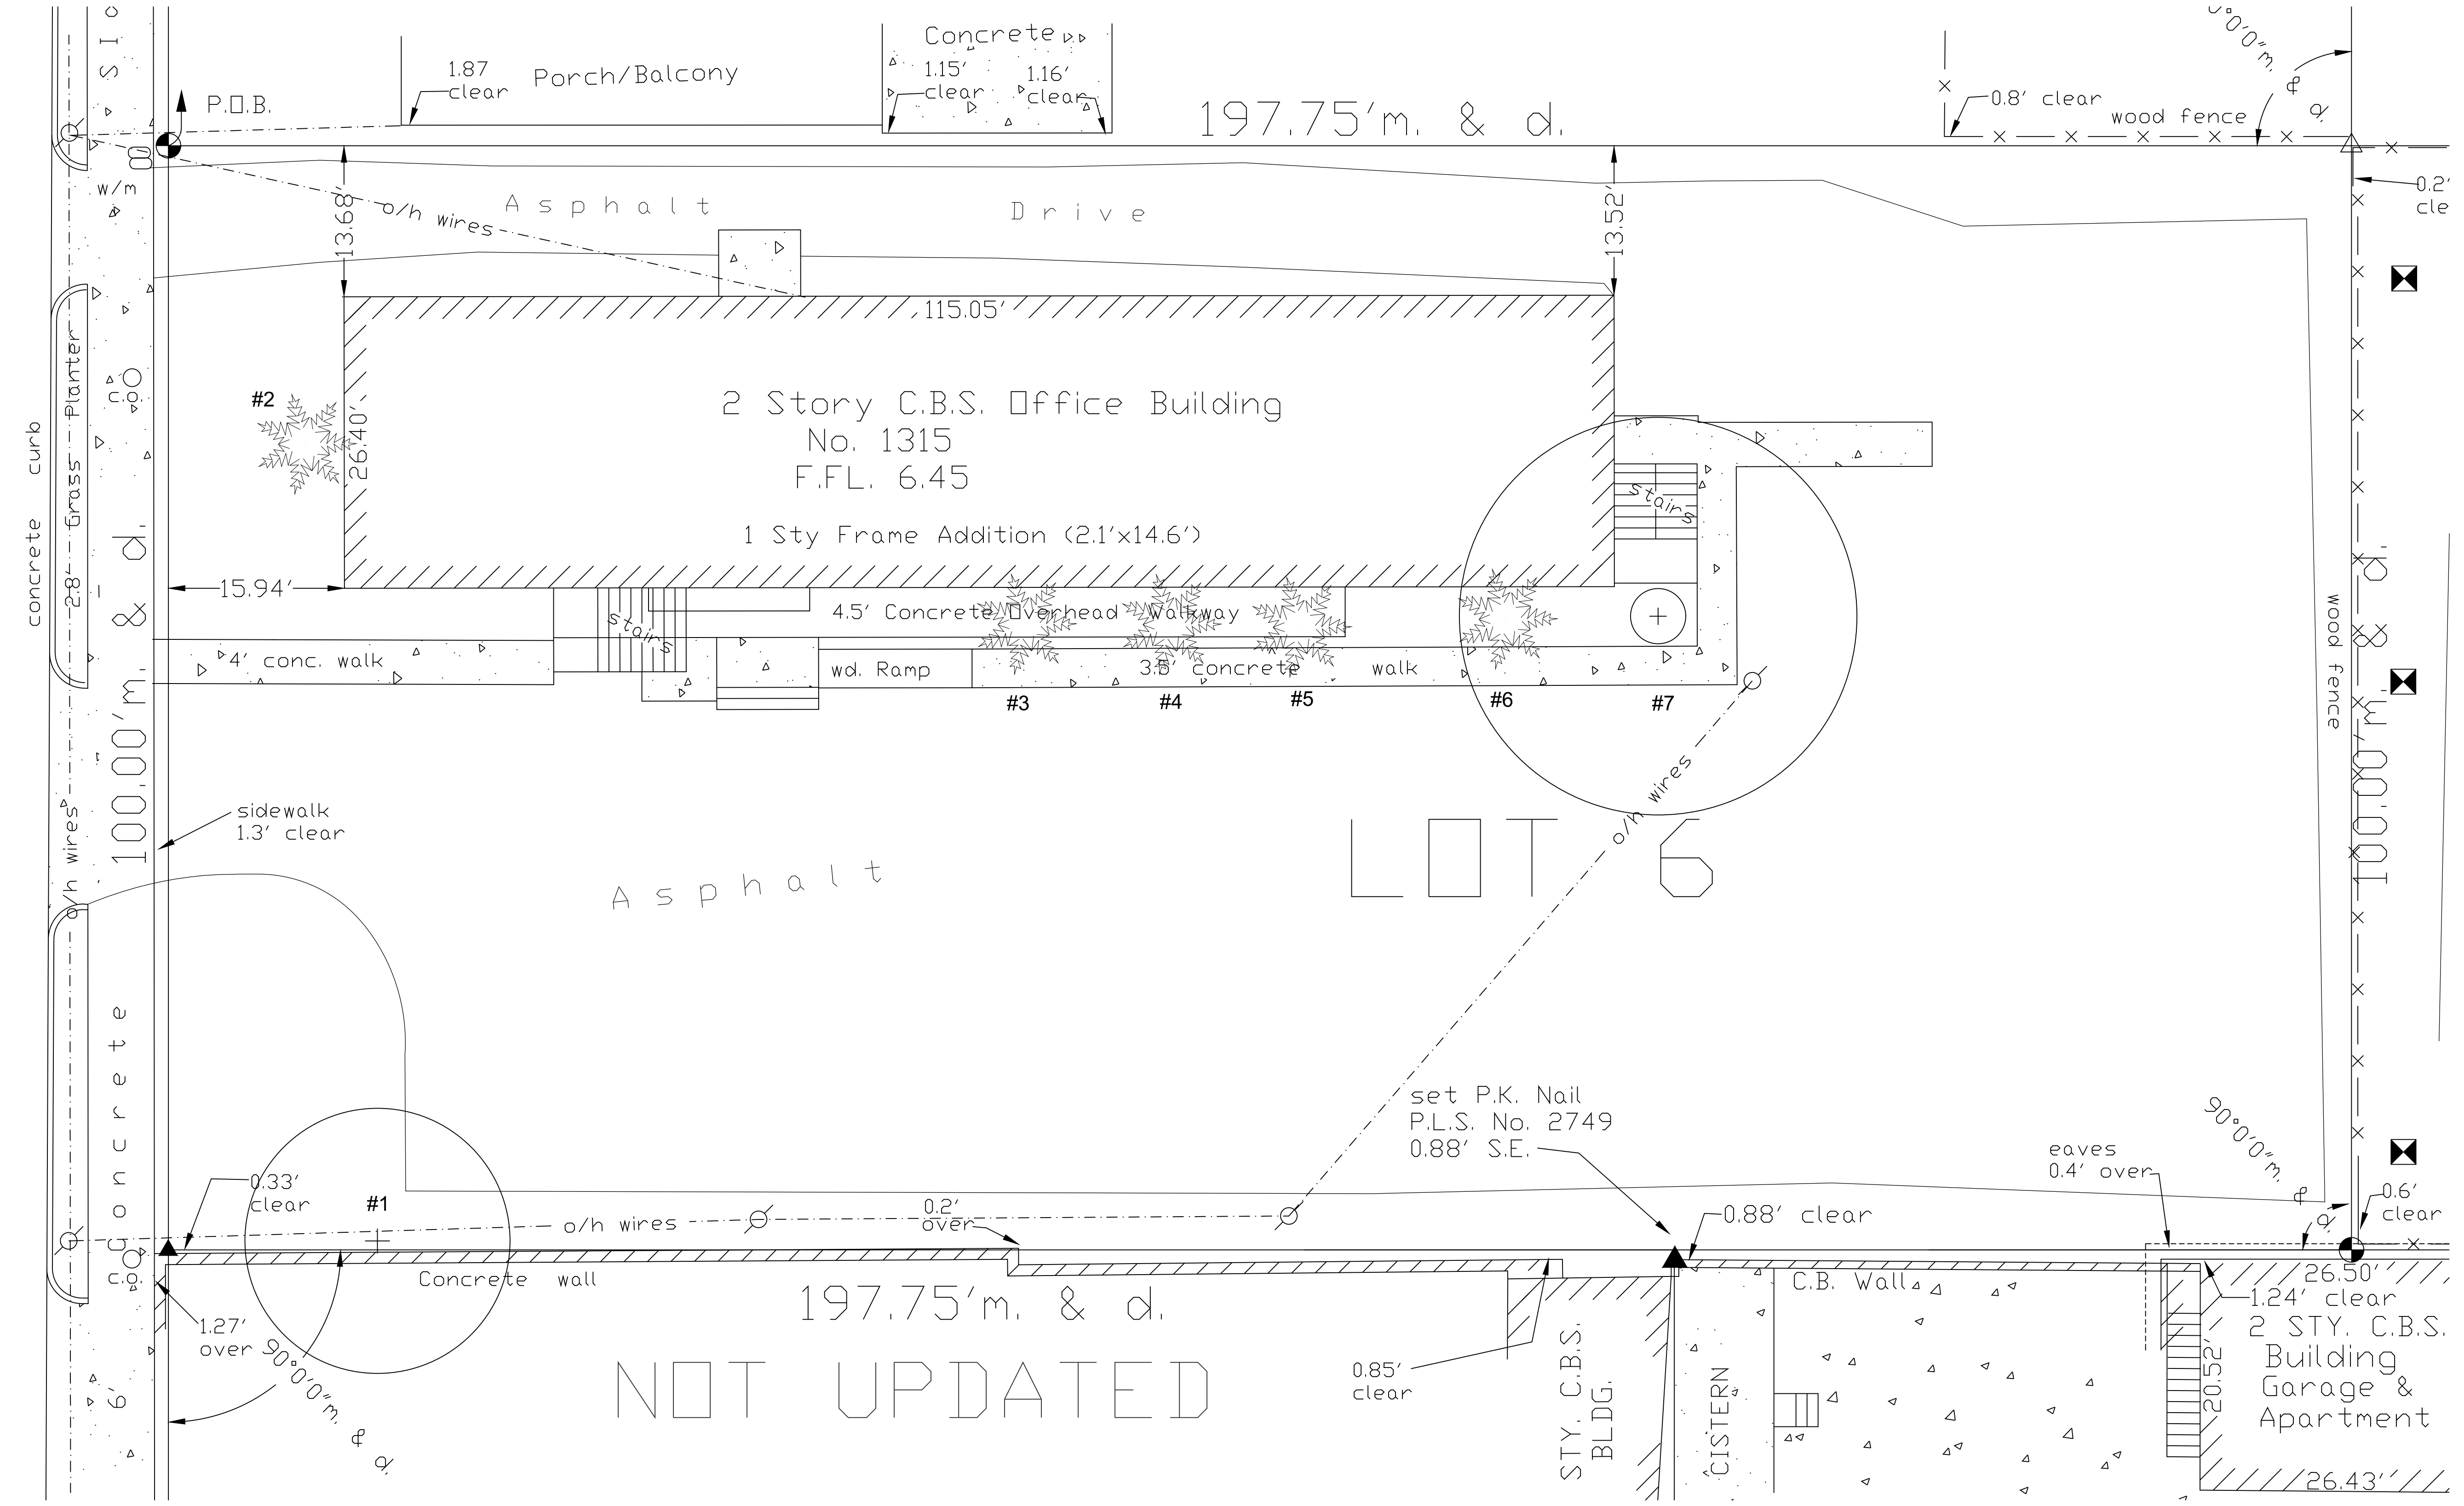 Concrete
1.87
clear
Porch/Balcony
1.15'
clear
1.16'
clear
197.75'm. & d.
0.8' clear
wood fence
P.O.B.
w/m
0.2'
13.68'
o/h wires
Asphalt
Drive
13.52'
115.05'
2 Story C.B.S. Office Building
No. 1315
F.FL. 6.45
1 Sty Frame Addition (2.1'x14.6')
#2
26.40'
c.o.
concrete curb
2.8' Grass Planter
15.94'
stairs
stairs
4.5' Concrete Overhead Walkway
4' conc. walk
wd. Ramp
3.5' concrete walk
#3
#4
#5
#6
#7
wood fence
100.00'm. & d.
100.00'm. & d.
sidewalk
1.3' clear
o/h wires
o/h wires
LOT 6
Asphalt
set P.K. Nail
P.L.S. No. 2749
0.88' S.E.
90°0'0"m. & d.
eaves
0.4' over
0.6'
clear
0.33'
clear
#1
o/h wires
0.2'
over
0.88' clear
6' Concrete
c.o.
Concrete wall
197.75'm. & d.
C.B. Wall
26.50'
1.24' clear
2 STY. C.B.S.
Building
Garage &
Apartment
20.52'
26.43'
1.27'
over
90°0'0"m. & d.
NOT UPDATED
0.85'
clear
STY. C.B.S.
BLDG.
CISTERN